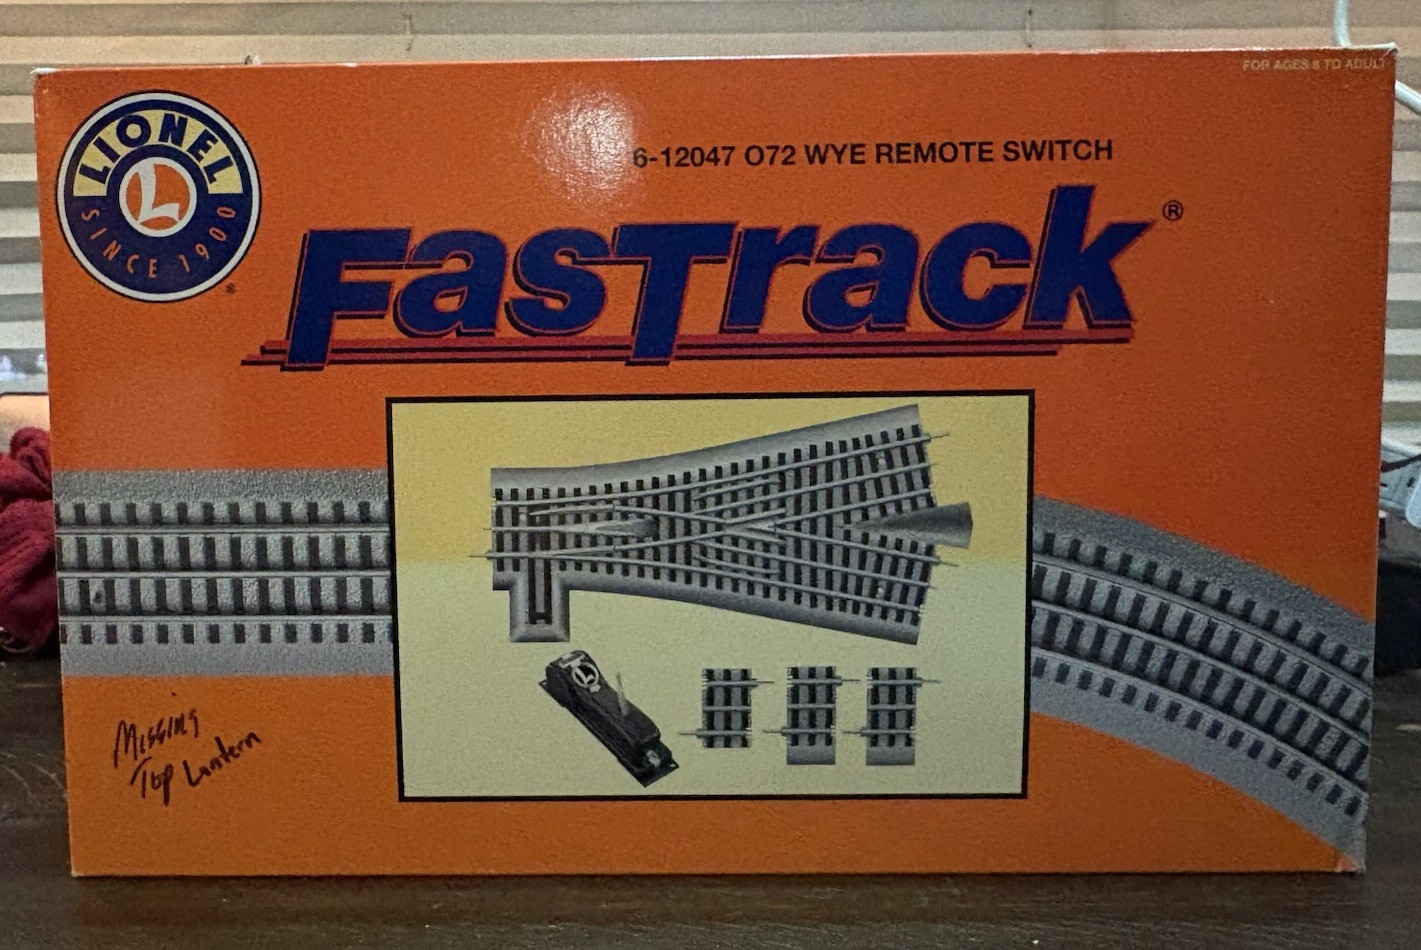 FOR AGES 8 TO ADULT
LIONEL
SINCE 1900
L
6-12047 O72 WYE REMOTE SWITCH
FasTrack®
L
Missing
Top Lantern